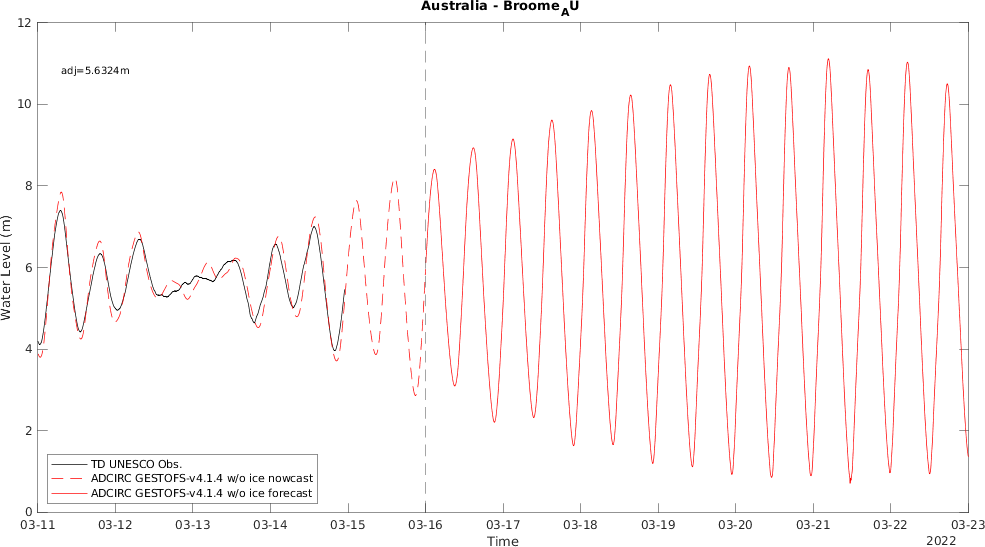 Australia - BroomeAU
12
adj=5.6324m
10
8
6
4
2
0
Water Level (m)
TD UNESCO Obs.
ADCIRC GESTOFS-v4.1.4 w/o ice nowcast
ADCIRC GESTOFS-v4.1.4 w/o ice forecast
03-11 03-12 03-13 03-14 03-15 03-16 03-17 03-18 03-19 03-20 03-21 03-22 03-23
Time
2022